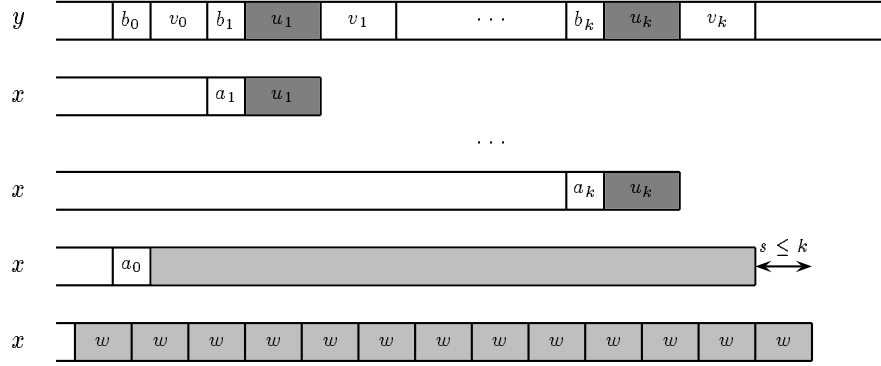 y b₀ v₀ b₁ u₁ v₁ ··· bₖ uₖ vₖ
x a₁ u₁
···
x aₖ uₖ
x a₀ s ≤ k
x w w w w w w w w w w w w w